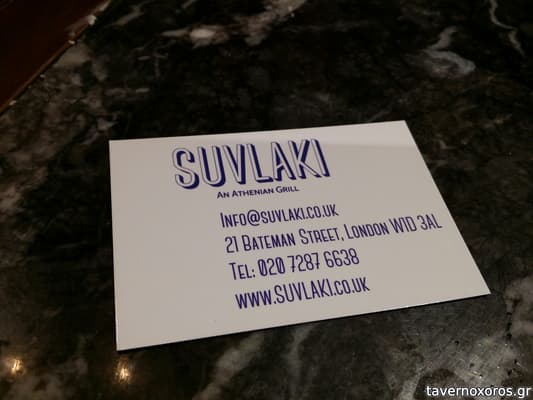 SUVLAKI
AN ATHENIAN GRILL
INFO@SUVLAKI.CO.UK
21 BATEMAN STREET, LONDON W1D 3AL
TEL: 020 7287 6638
WWW.SUVLAKI.CO.UK
tavernoxoros.gr